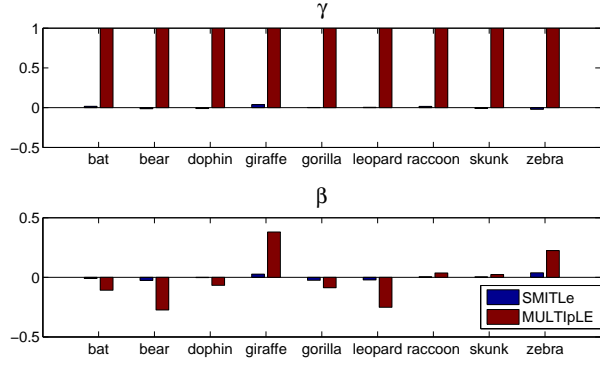 γ
1
0.5
0
−0.5
bat bear dophin giraffe gorilla leopard raccoon skunk zebra
β
0.5
0
−0.5
SMITLe
MULTIpLE
bat bear dophin giraffe gorilla leopard raccoon skunk zebra